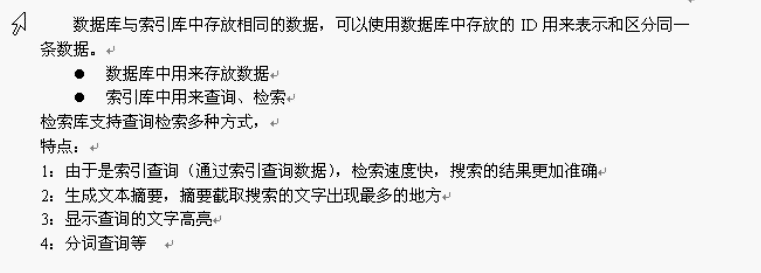 数据库与索引库中存放相同的数据，可以使用数据库中存放的 ID 用来表示和区分同一
条数据。
● 数据库中用来存放数据
● 索引库中用来查询、检索
检索库支持查询检索多种方式，
特点：
1：由于是索引查询（通过索引查询数据），检索速度快，搜索的结果更加准确
2：生成文本摘要，摘要截取搜索的文字出现最多的地方
3：显示查询的文字高亮
4：分词查询等